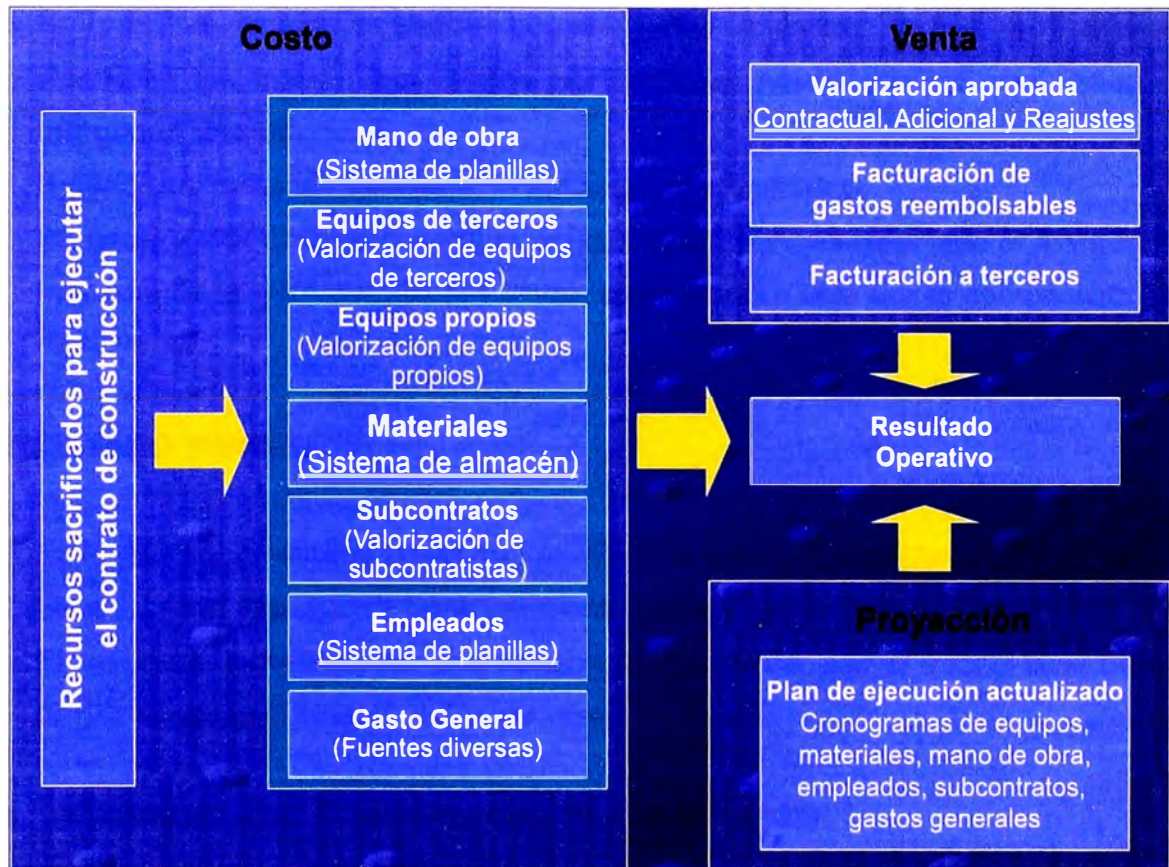 Costo
Recursos sacrificados para ejecutar
el contrato de construcción
Mano de obra
(Sistema de planillas)
Equipos de terceros
(Valorización de equipos
de terceros)
Equipos propios
(Valorización de equipos
propios)
Materiales
(Sistema de almacén)
Subcontratos
(Valorización de
subcontratistas)
Empleados
(Sistema de planillas)
Gasto General
(Fuentes diversas)
Venta
Valorización aprobada
Contractual, Adicional y Reajustes
Facturación de
gastos reembolsables
Facturación a terceros
Resultado
Operativo
Proyección
Plan de ejecución actualizado
Cronogramas de equipos,
materiales, mano de obra,
empleados, subcontratos,
gastos generales